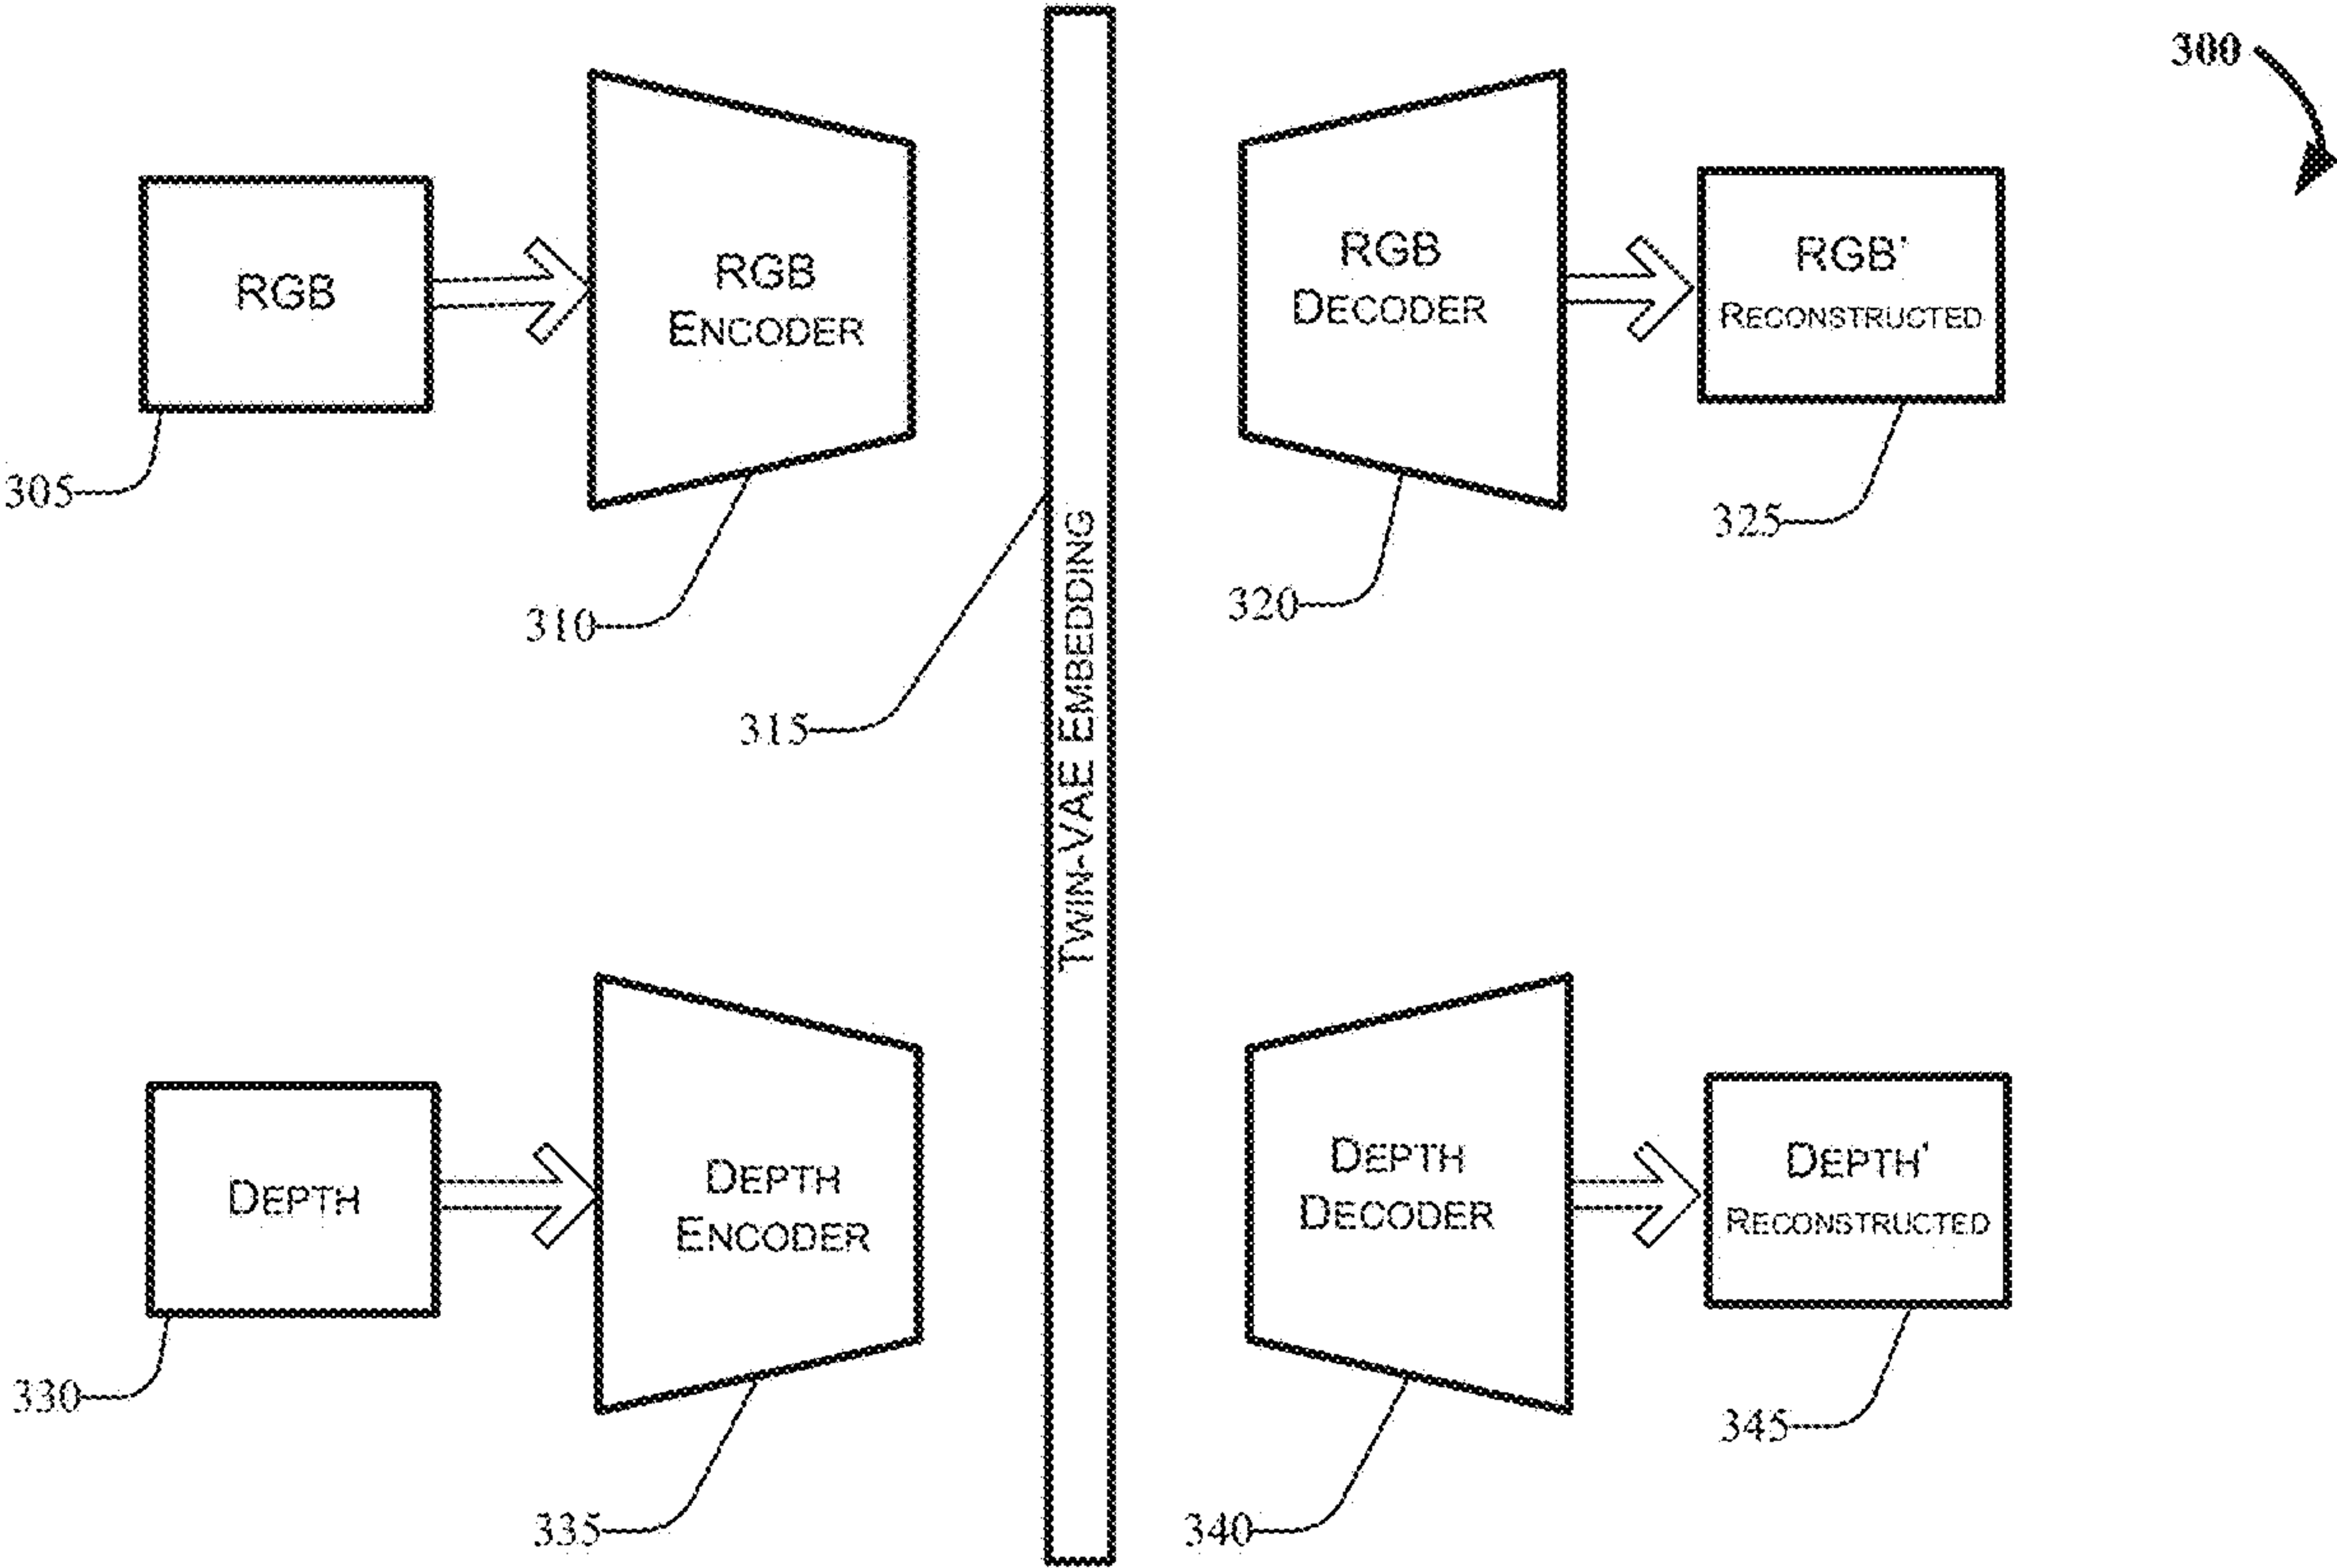 300
RGB
RGB
ENCODER
RGB
DECODER
RGB'
RECONSTRUCTED
305
310
315
320
325
TWIN-VAE EMBEDDING
DEPTH
DEPTH
ENCODER
DEPTH
DECODER
DEPTH'
RECONSTRUCTED
330
335
340
345